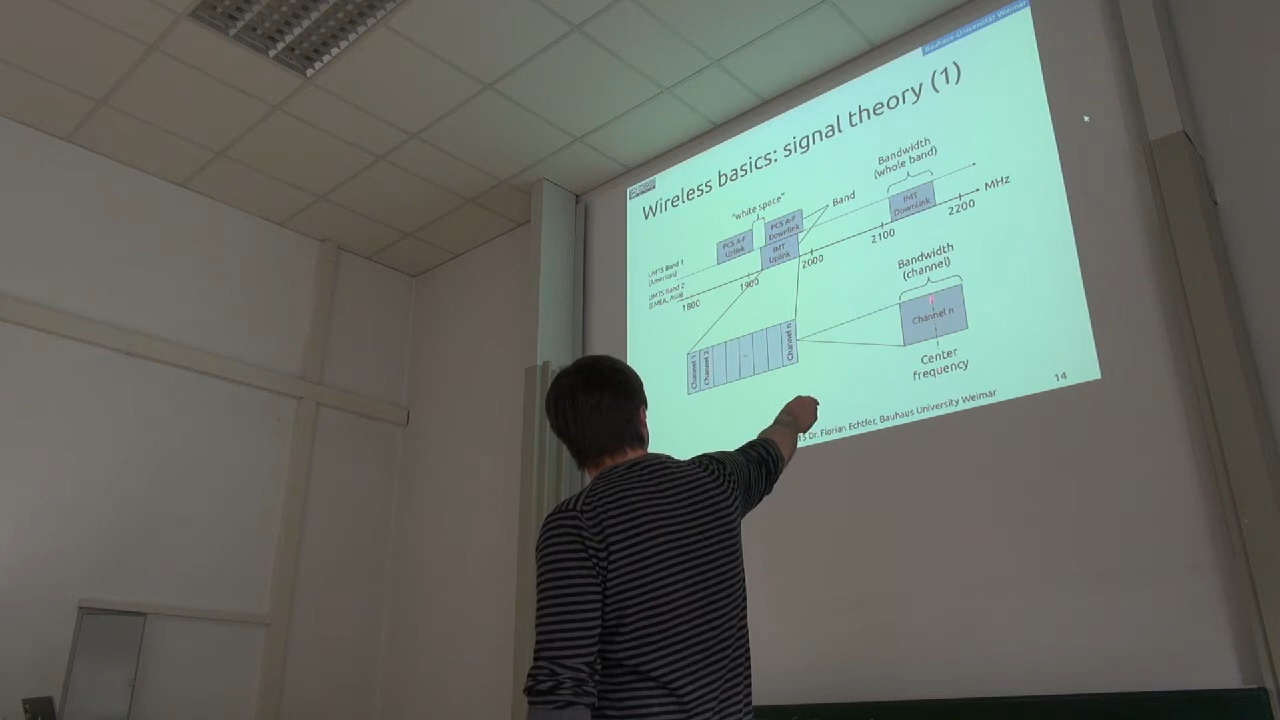 Bauhaus-Universität Weimar
Wireless basics: signal theory (1)
"white space"
Band
Bandwidth
(whole band)
PCS A-F
Uplink
PCS A-F
Downlink
IMT
Uplink
IMT
Downlink
UMTS Band 1
(Americas)
UMTS Band 2
(EMEA, Asia)
1800
1900
2000
2100
2200
MHz
Channel 1
Channel 2
...
Channel n
Bandwidth
(channel)
Channel n
Center
frequency
Dr. Florian Echtler, Bauhaus University Weimar
14